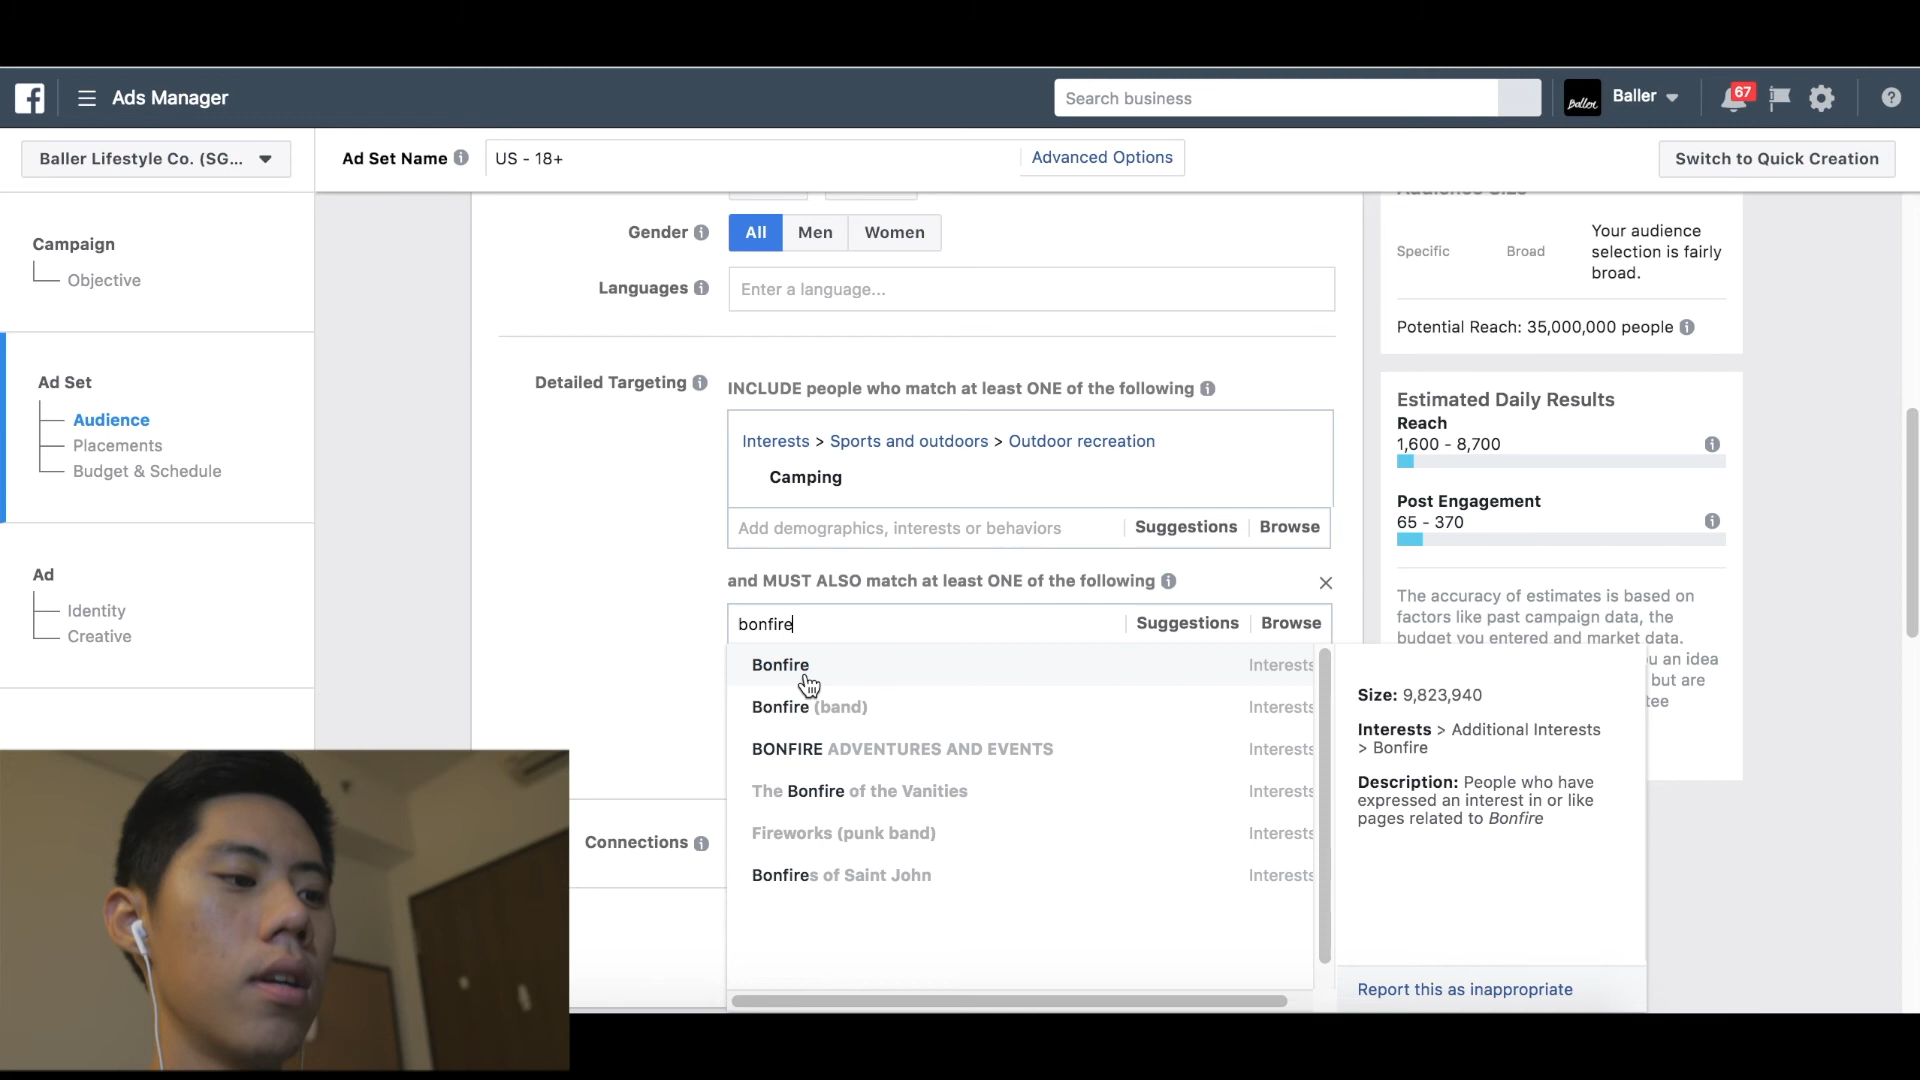 Ads Manager
Search business
Baller
Baller
67
Baller Lifestyle Co. (SG...
Ad Set Name
US - 18+
Advanced Options
Switch to Quick Creation
Campaign
Objective
Ad Set
Audience
Placements
Budget & Schedule
Ad
Identity
Creative
Gender
All
Men
Women
Languages
Enter a language...
Detailed Targeting
INCLUDE people who match at least ONE of the following
Interests > Sports and outdoors > Outdoor recreation
Camping
Add demographics, interests or behaviors
Suggestions
Browse
and MUST ALSO match at least ONE of the following
bonfire
Suggestions
Browse
Bonfire Interests
Bonfire (band) Interests
BONFIRE ADVENTURES AND EVENTS Interests
The Bonfire of the Vanities Interests
Fireworks (punk band) Interests
Bonfires of Saint John Interests
Connections
Size: 9,823,940
Interests > Additional Interests
> Bonfire
Description: People who have
expressed an interest in or like
pages related to Bonfire
Report this as inappropriate
Audience Size
Specific
Broad
Your audience
selection is fairly
broad.
Potential Reach: 35,000,000 people
Estimated Daily Results
Reach
1,600 - 8,700
Post Engagement
65 - 370
The accuracy of estimates is based on
factors like past campaign data, the
budget you entered and market data.
u an idea
but are
tee